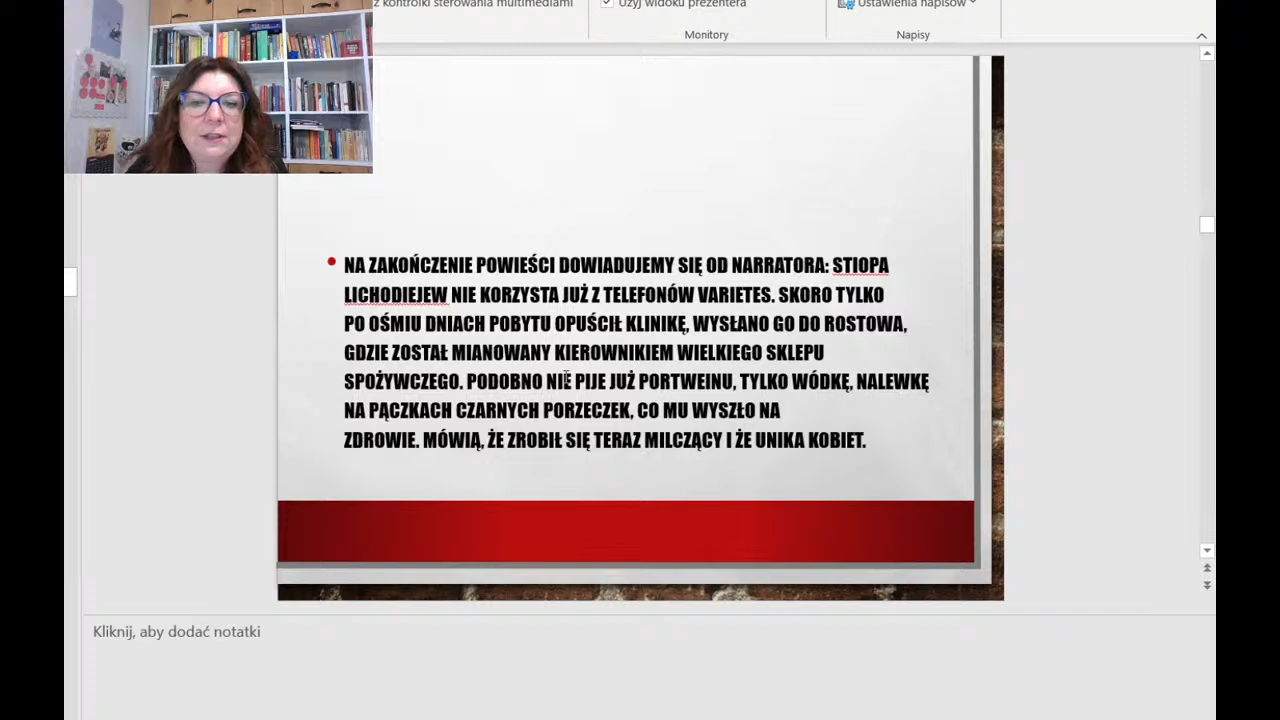 z kontrolki sterowania multimediami
Użyj widoku prezentera
Ustawienia napisów
Monitory
Napisy
NA ZAKOŃCZENIE POWIEŚCI DOWIADUJEMY SIĘ OD NARRATORA: STIOPA
LICHODIEJEW NIE KORZYSTA JUŻ Z TELEFONÓW VARIETES. SKORO TYLKO
PO OŚMIU DNIACH POBYTU OPUŚCIŁ KLINIKĘ, WYSŁANO GO DO ROSTOWA,
GDZIE ZOSTAŁ MIANOWANY KIEROWNIKIEM WIELKIEGO SKLEPU
SPOŻYWCZEGO. PODOBNO NIE PIJE JUŻ PORTWEINU, TYLKO WÓDKĘ, NALEWKĘ
NA PĄCZKACH CZARNYCH PORZECZEK, CO MU WYSZŁO NA
ZDROWIE. MÓWIĄ, ŻE ZROBIŁ SIĘ TERAZ MILCZĄCY I ŻE UNIKA KOBIET.
Kliknij, aby dodać notatki